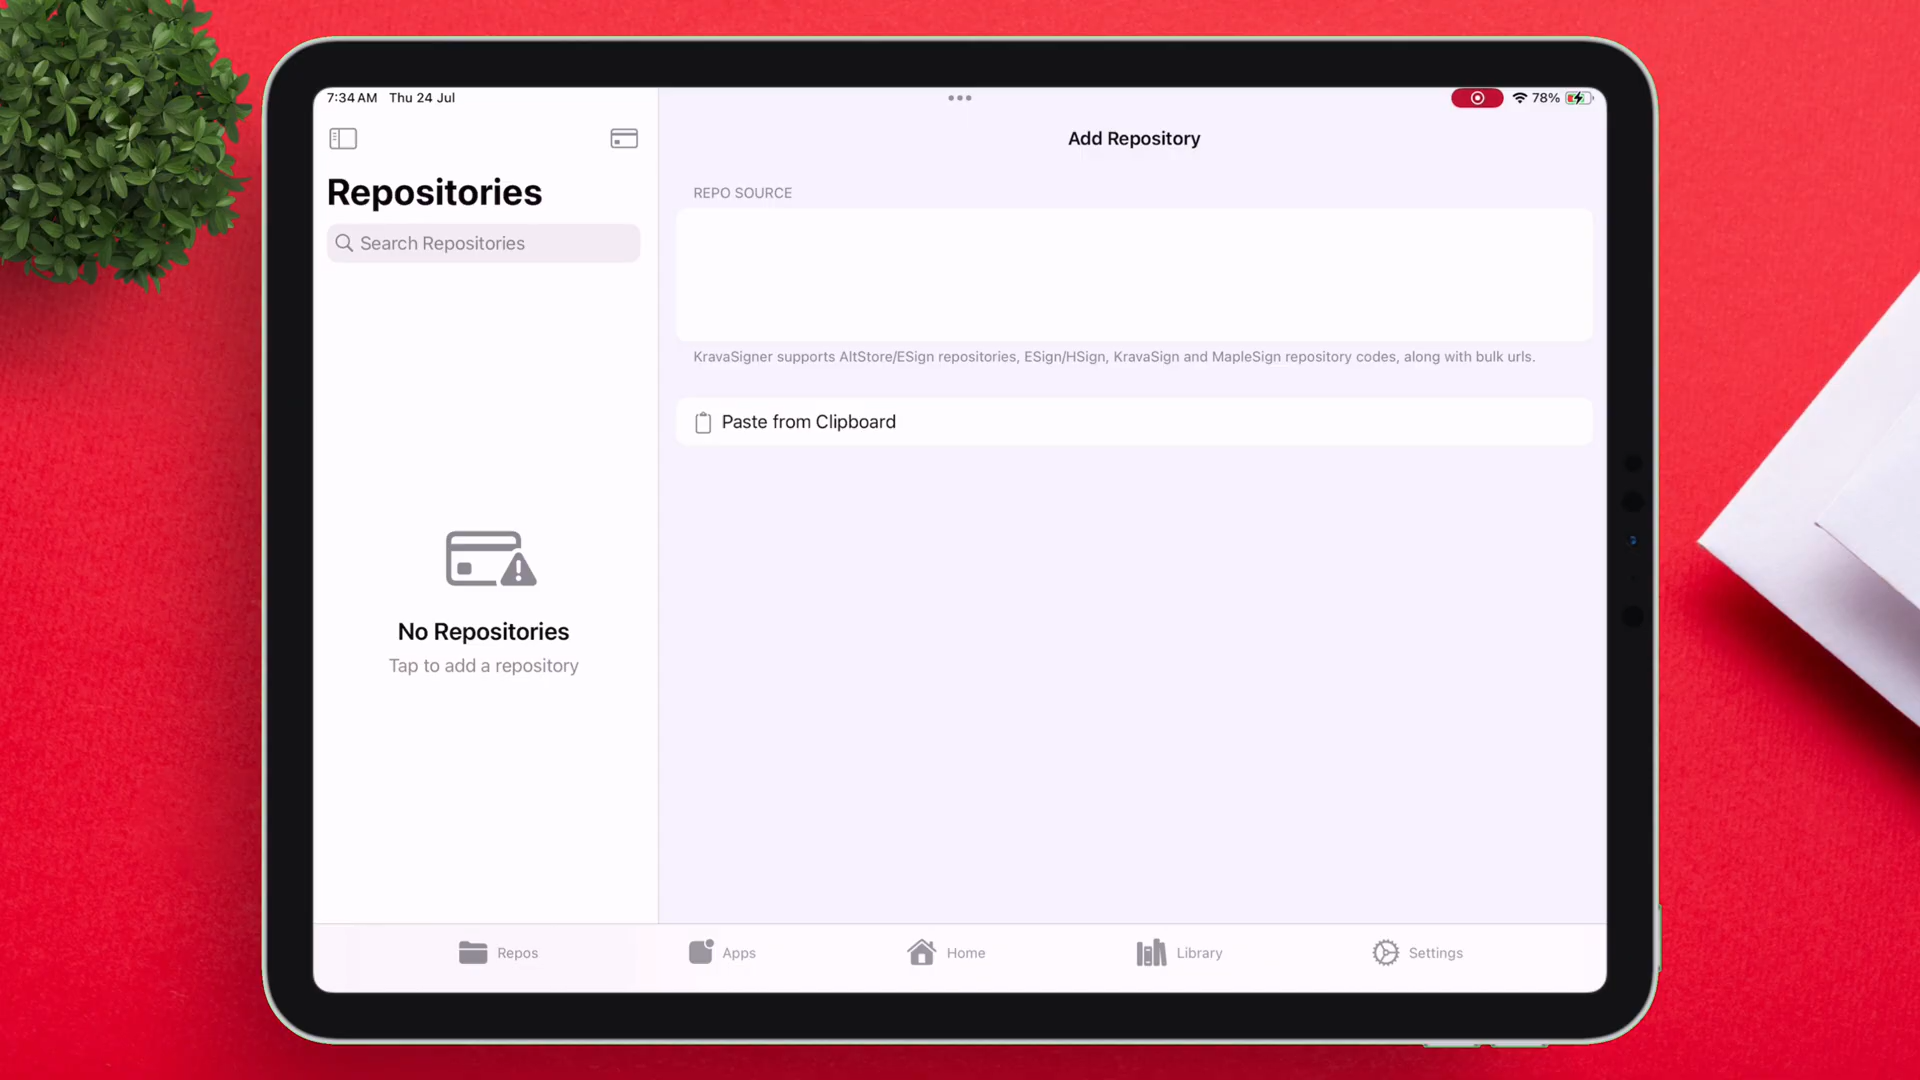 7:34 AM Thu 24 Jul
78%
Repositories
Search Repositories
No Repositories
Tap to add a repository
Add Repository
REPO SOURCE
KravaSigner supports AltStore/ESign repositories, ESign/HSign, KravaSign and MapleSign repository codes, along with bulk urls.
Paste from Clipboard
Repos
Apps
Home
Library
Settings